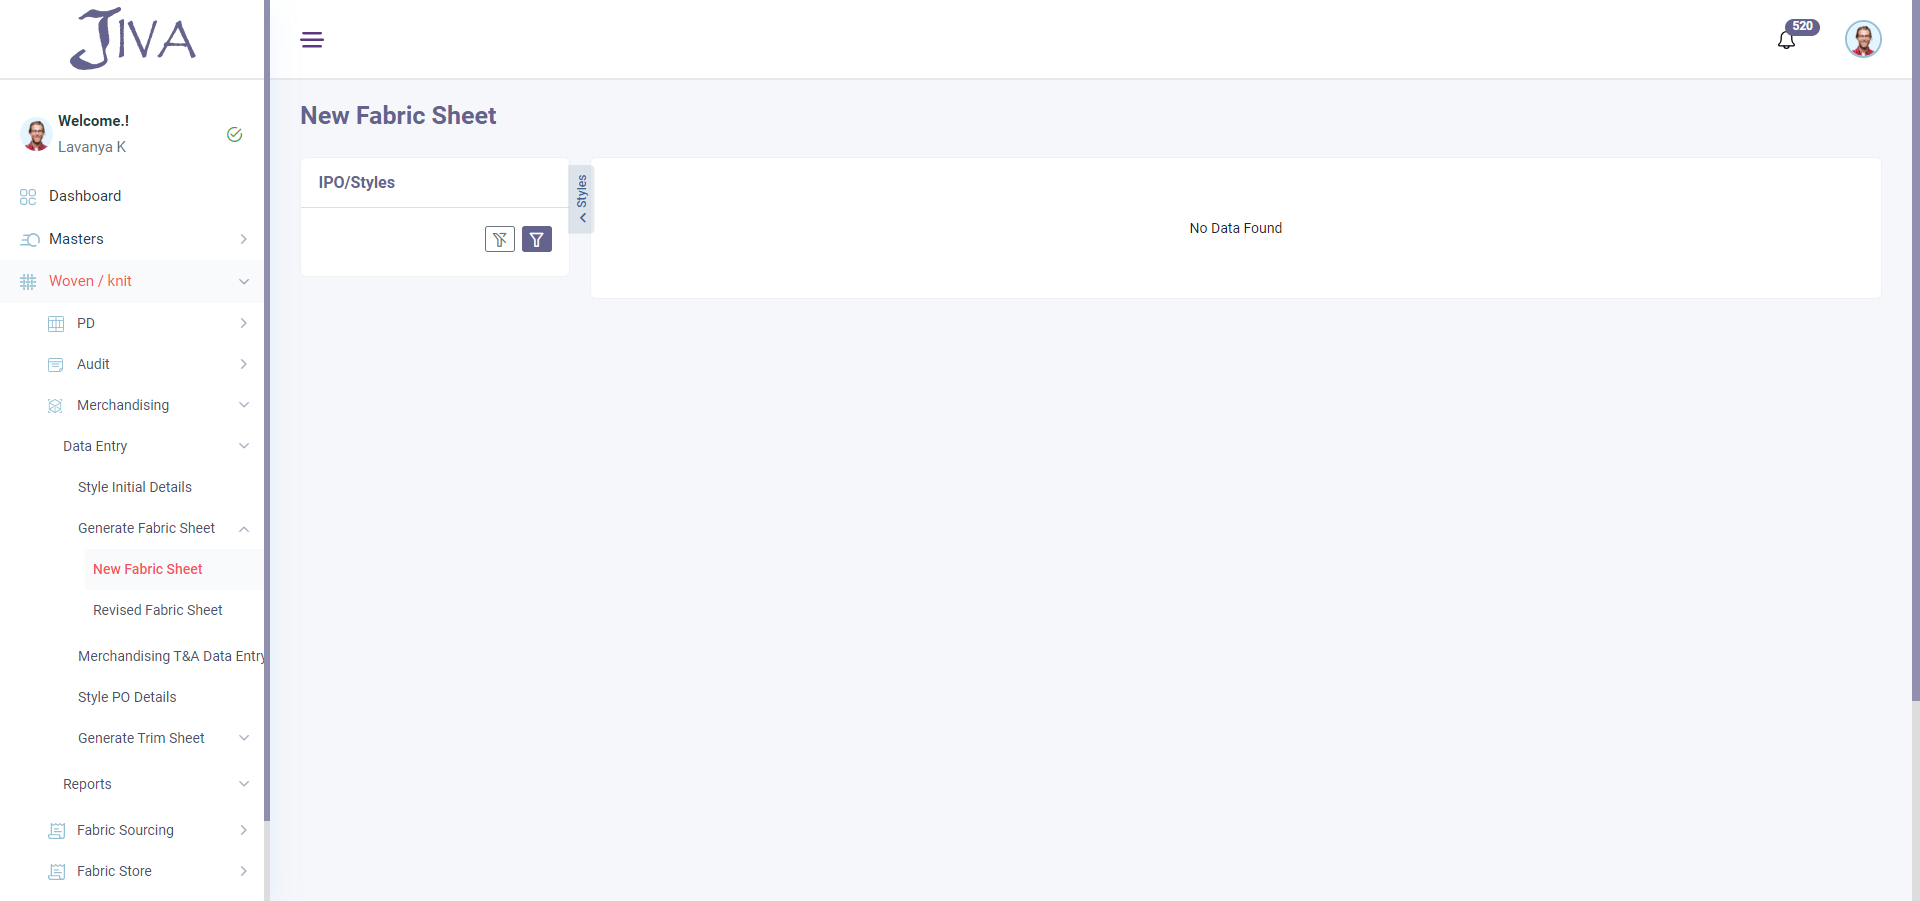 JIVA
520
Welcome.!
Lavanya K
Dashboard
Masters
Woven / knit
PD
Audit
Merchandising
Data Entry
Style Initial Details
Generate Fabric Sheet
New Fabric Sheet
Revised Fabric Sheet
Merchandising T&A Data Entry
Style PO Details
Generate Trim Sheet
Reports
Fabric Sourcing
Fabric Store
New Fabric Sheet
IPO/Styles
Styles
No Data Found